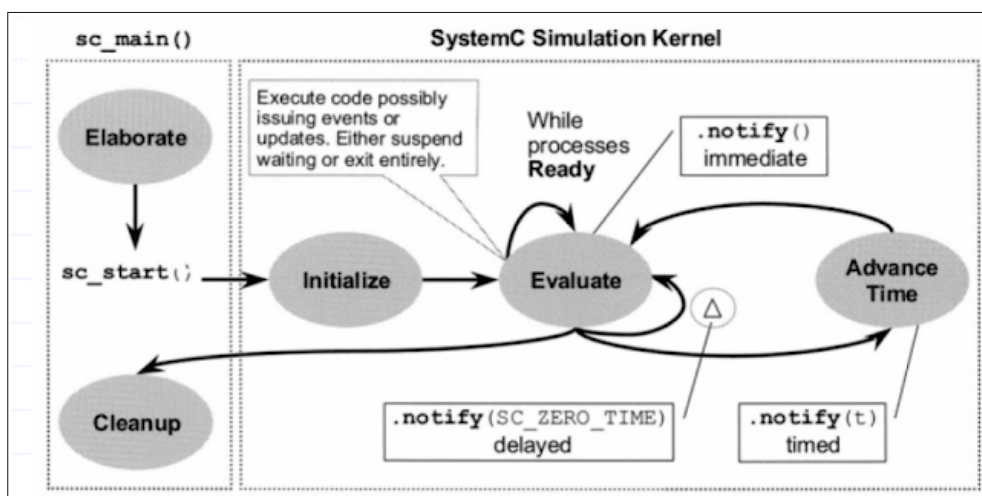 sc_main()
SystemC Simulation Kernel
Elaborate
Execute code possibly
issuing events or
updates. Either suspend
waiting or exit entirely.
While
processes
Ready
.notify()
immediate
sc_start()
Initialize
Evaluate
Advance
Time
Δ
Cleanup
.notify(SC_ZERO_TIME)
delayed
.notify(t)
timed